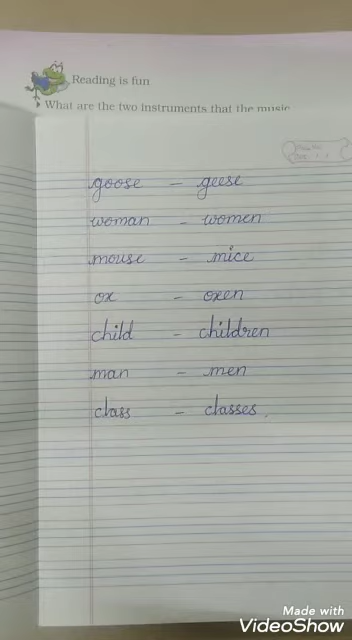 Reading is fun
What are the two instruments that the music
goose - geese
woman - women
mouse - mice
ox - oxen
child - children
man - men
class - classes.
Made with
VideoShow